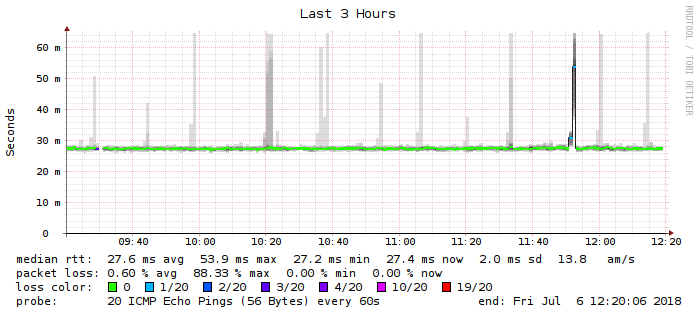 Last 3 Hours
RRDTOOL / TOBI OETIKER
Seconds
60 m
50 m
40 m
30 m
20 m
10 m
0
09:40 10:00 10:20 10:40 11:00 11:20 11:40 12:00 12:20
median rtt: 27.6 ms avg 53.9 ms max 27.2 ms min 27.4 ms now 2.0 ms sd 13.8 am/s
packet loss: 0.60 % avg 88.33 % max 0.00 % min 0.00 % now
loss color: 0 1/20 2/20 3/20 4/20 10/20 19/20
probe: 20 ICMP Echo Pings (56 Bytes) every 60s end: Fri Jul 6 12:20:06 2018